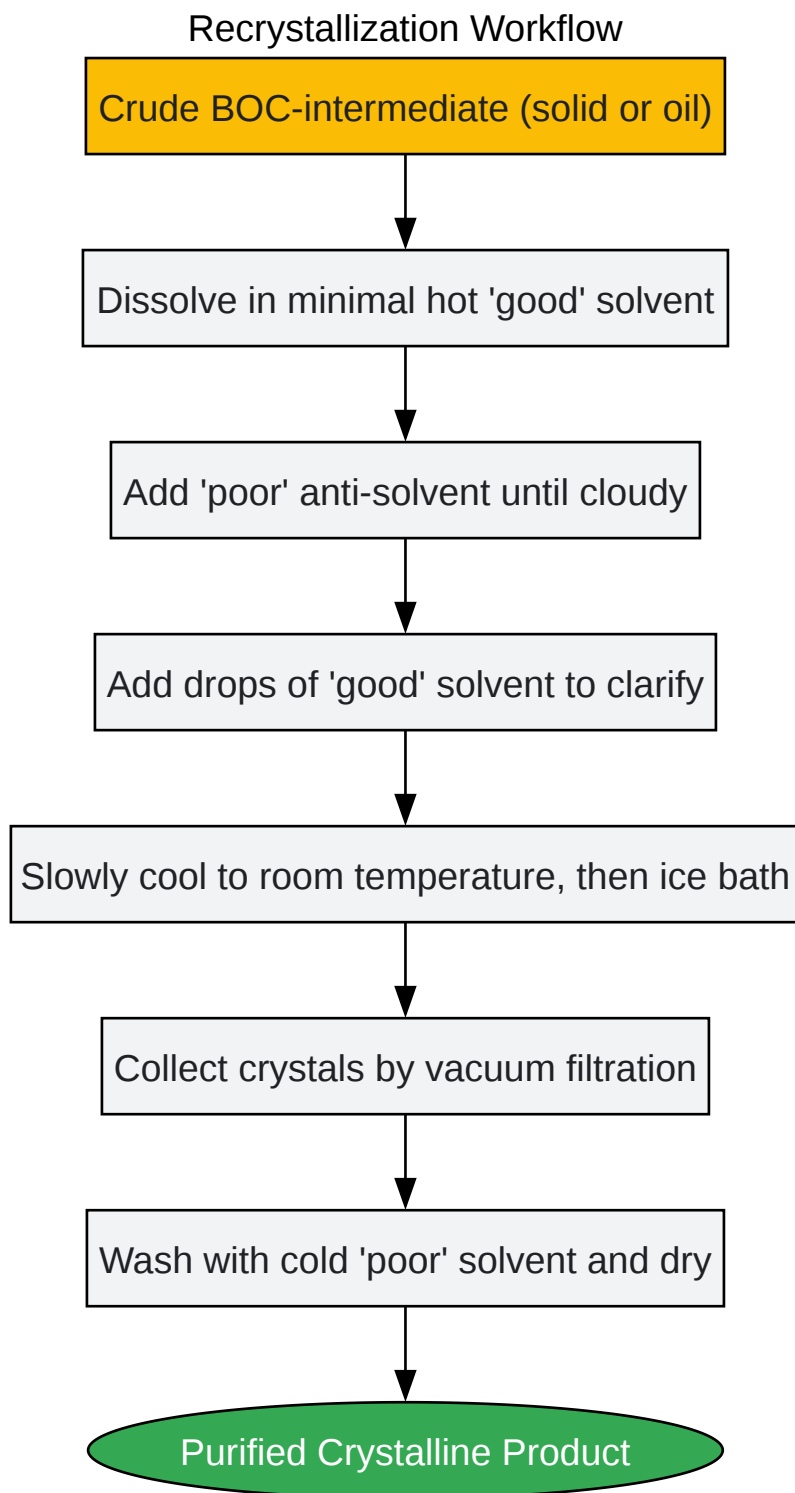 Recrystallization Workflow
Crude BOC-intermediate (solid or oil)
Dissolve in minimal hot 'good' solvent
Add 'poor' anti-solvent until cloudy
Add drops of 'good' solvent to clarify
Slowly cool to room temperature, then ice bath
Collect crystals by vacuum filtration
Wash with cold 'poor' solvent and dry
Purified Crystalline Product